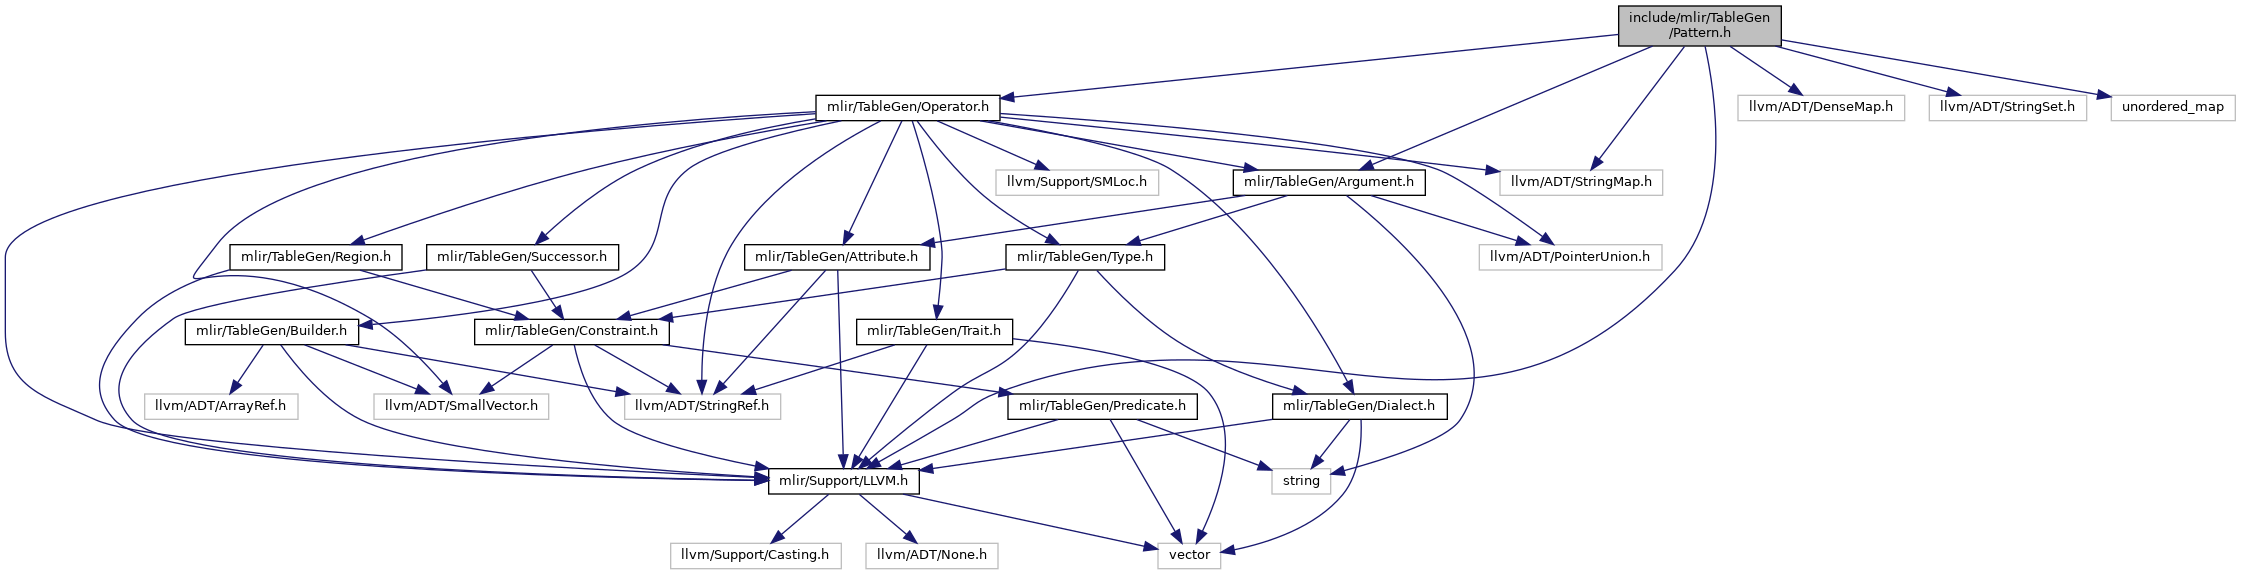 include/mlir/TableGen
/Pattern.h
mlir/TableGen/Operator.h
llvm/ADT/DenseMap.h
llvm/ADT/StringSet.h
unordered_map
llvm/Support/SMLoc.h
mlir/TableGen/Argument.h
llvm/ADT/StringMap.h
mlir/TableGen/Region.h
mlir/TableGen/Successor.h
mlir/TableGen/Attribute.h
mlir/TableGen/Type.h
llvm/ADT/PointerUnion.h
mlir/TableGen/Builder.h
mlir/TableGen/Constraint.h
mlir/TableGen/Trait.h
llvm/ADT/ArrayRef.h
llvm/ADT/SmallVector.h
llvm/ADT/StringRef.h
mlir/TableGen/Predicate.h
mlir/TableGen/Dialect.h
mlir/Support/LLVM.h
string
llvm/Support/Casting.h
llvm/ADT/None.h
vector